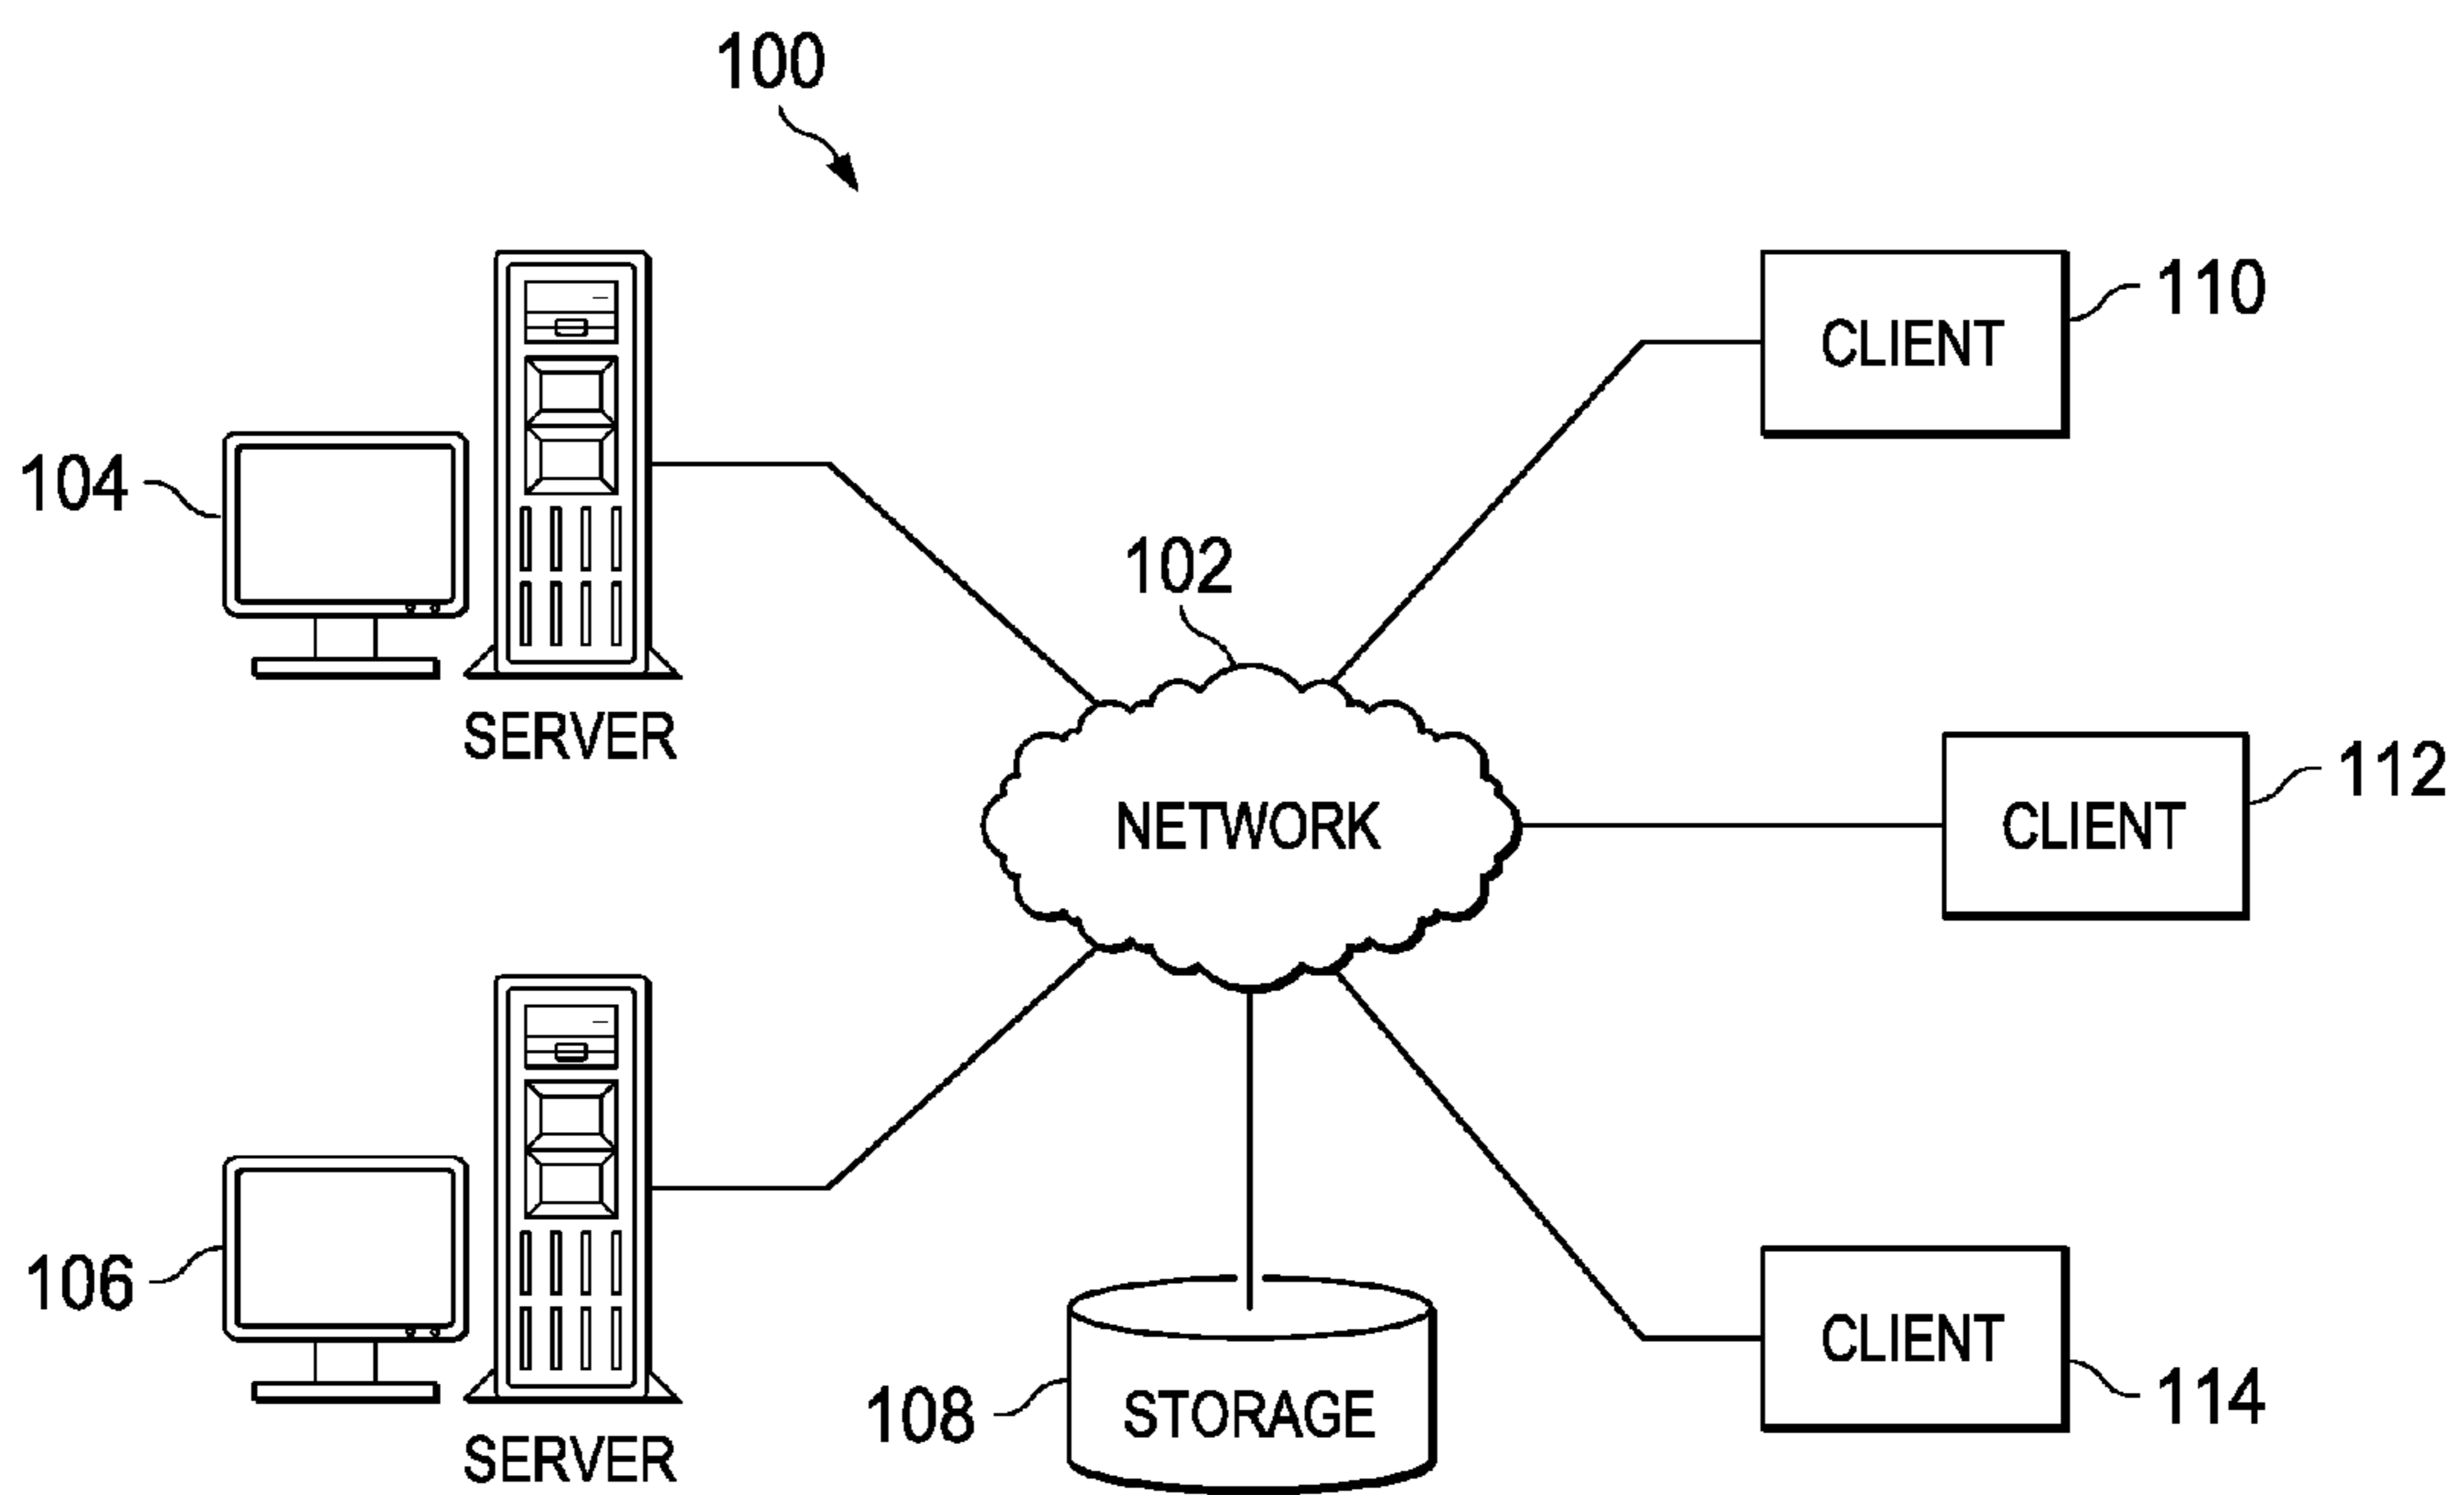 100
110
CLIENT
104
102
SERVER
112
NETWORK
CLIENT
106
CLIENT
108
STORAGE
114
SERVER